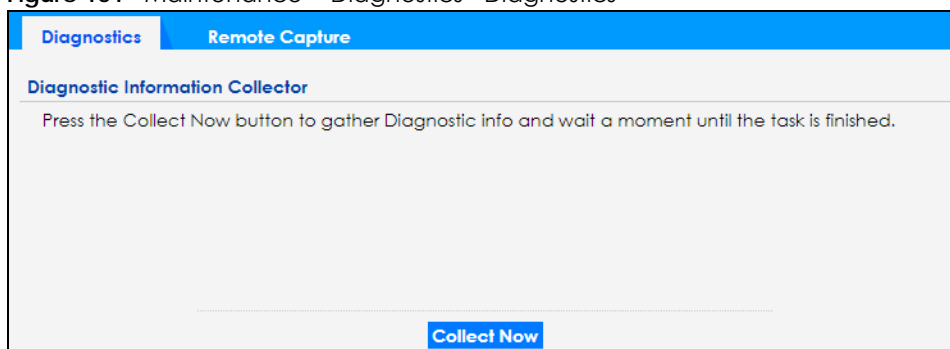 Diagnostics Remote Capture
Diagnostic Information Collector
Press the Collect Now button to gather Diagnostic info and wait a moment until the task is finished.
Collect Now